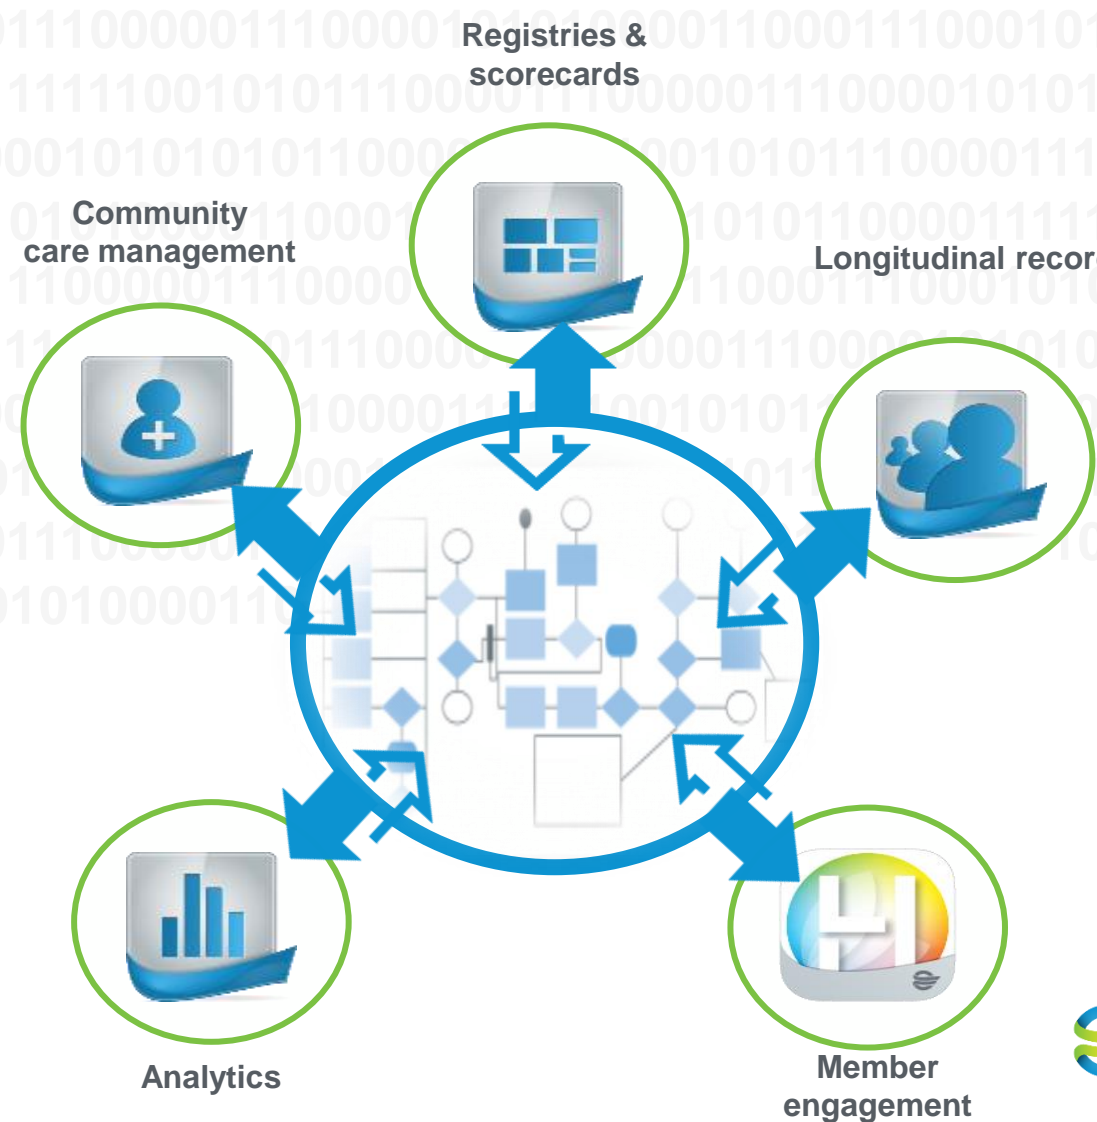 Registries &
scorecards
Community
care management
Longitudinal recor
Analytics
Member
engagement